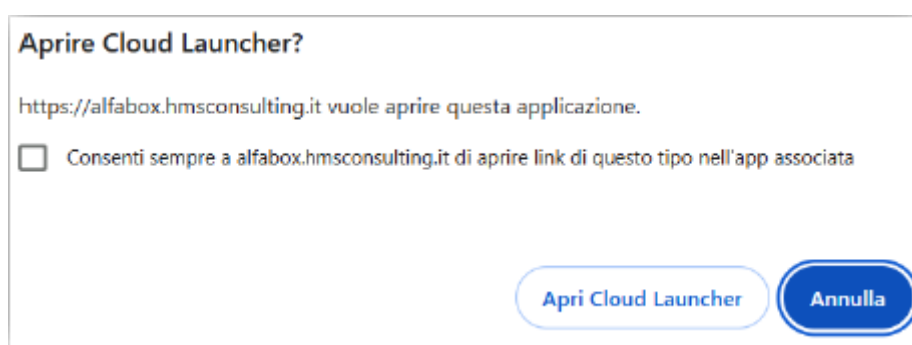 Aprire Cloud Launcher?
https://alfabox.hmsconsulting.it vuole aprire questa applicazione.
Consenti sempre a alfabox.hmsconsulting.it di aprire link di questo tipo nell'app associata
Apri Cloud Launcher
Annulla